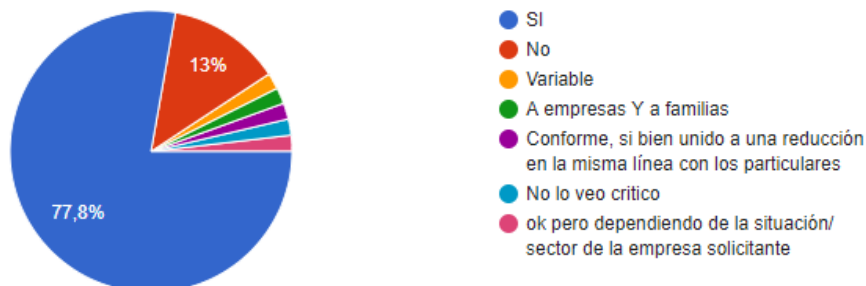 13%
77,8%
SI
No
Variable
A empresas Y a familias
Conforme, si bien unido a una reducción
en la misma línea con los particulares
No lo veo critico
ok pero dependiendo de la situación/
sector de la empresa solicitante